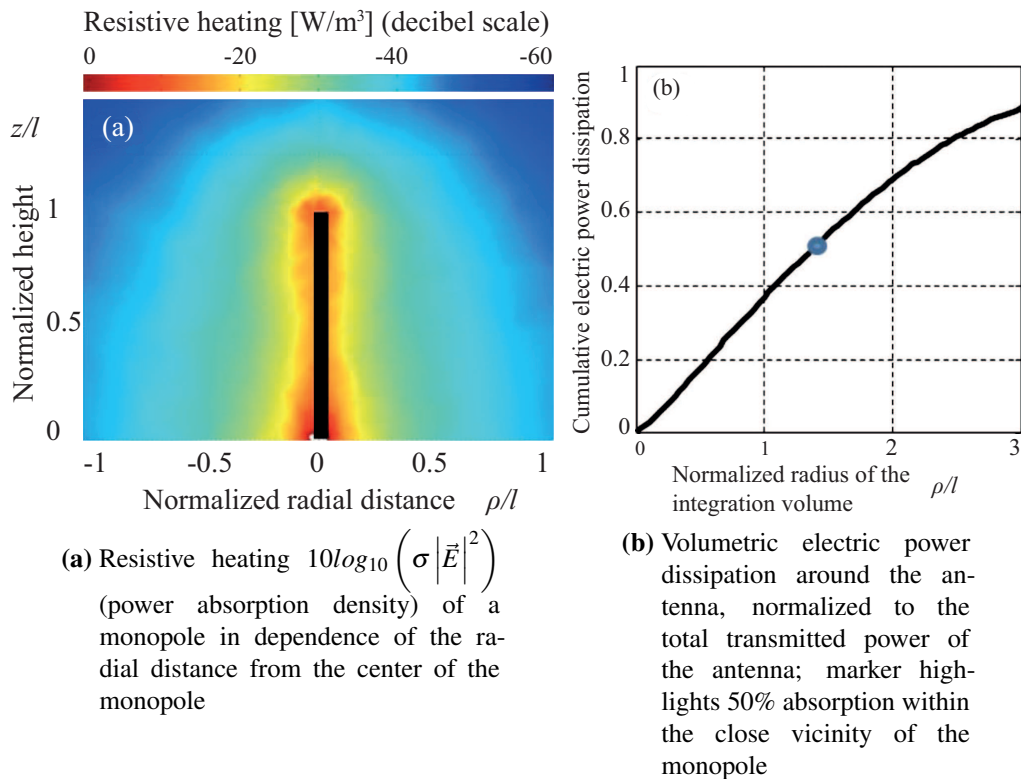 Resistive heating [W/m³] (decibel scale)
0 -20 -40 -60
(a)
z/l
Normalized height
1
0.5
0
-1 -0.5 0 0.5 1
Normalized radial distance ρ/l
(a) Resistive heating 10log₁₀(σ|E⃗|²)
(power absorption density) of a
monopole in dependence of the ra-
dial distance from the center of the
monopole
(b)
Cumulative electric power dissipation
1
0.8
0.6
0.4
0.2
0
0 1 2 3
Normalized radius of the
integration volume ρ/l
(b) Volumetric electric power
dissipation around the an-
tenna, normalized to the
total transmitted power of
the antenna; marker high-
lights 50% absorption within
the close vicinity of the
monopole